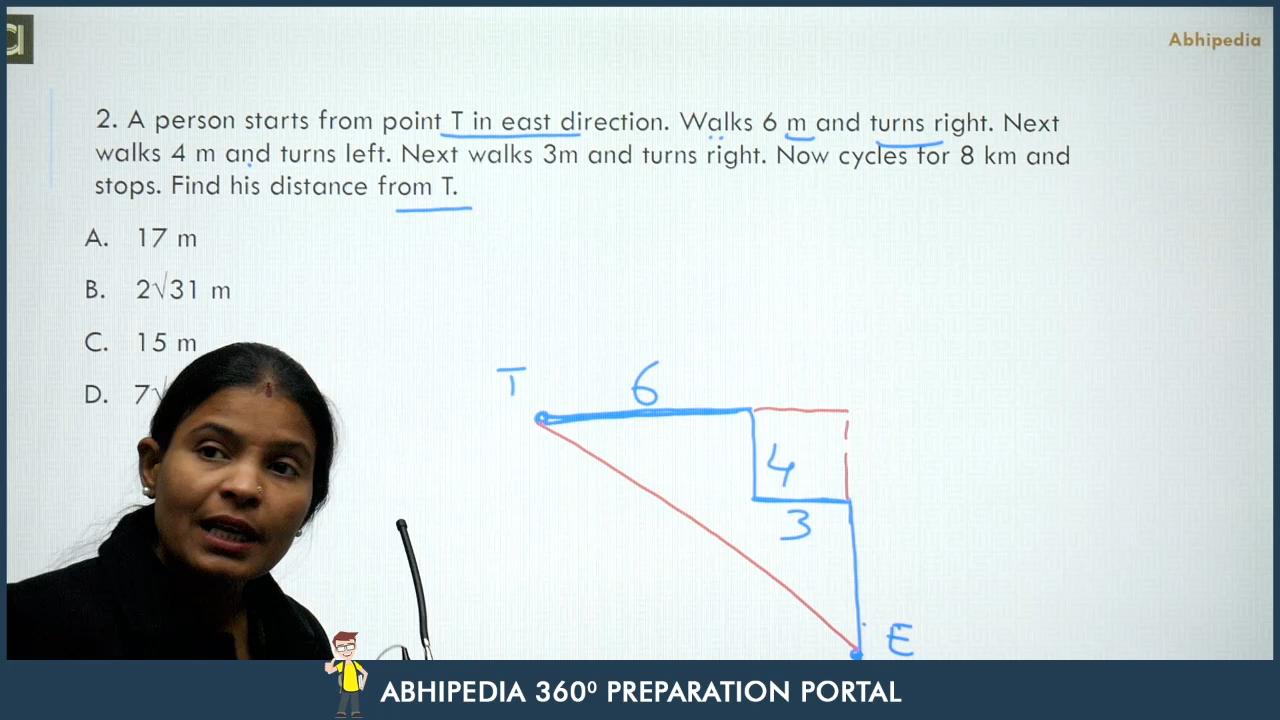 Abhipedia
2. A person starts from point T in east direction. Walks 6 m and turns right. Next
walks 4 m and turns left. Next walks 3m and turns right. Now cycles for 8 km and
stops. Find his distance from T.
A. 17 m
B. 2√31 m
C. 15 m
D. 7√
T
6
4
3
E
ABHIPEDIA 360⁰ PREPARATION PORTAL